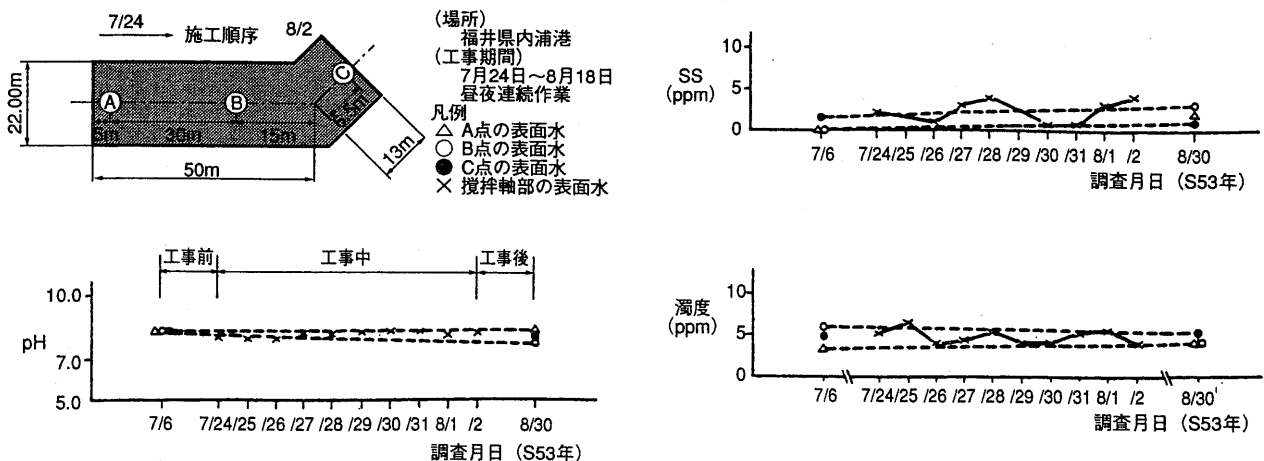 7/24
施工順序
8/2
22.00m
A
B
C
5m
30m
15m
6.5m
13m
50m
(場所)
福井県内浦港
(工事期間)
7月24日〜8月18日
昼夜連続作業
凡例
△ A点の表面水
○ B点の表面水
● C点の表面水
× 撹拌軸部の表面水
SS
(ppm)
10
5
0
7/6 7/24 /25 /26 /27 /28 /29 /30 /31 8/1 /2 8/30
調査月日(S53年)
工事前 工事中 工事後
pH
10.0
7.0
5.0
7/6 7/24 /25 /26 /27 /28 /29 /30 /31 8/1 /2 8/30
調査月日(S53年)
濁度
(ppm)
10
5
0
7/6 7/24 /25 /26 /27 /28 /29 /30 /31 8/1 /2 8/30
調査月日(S53年)